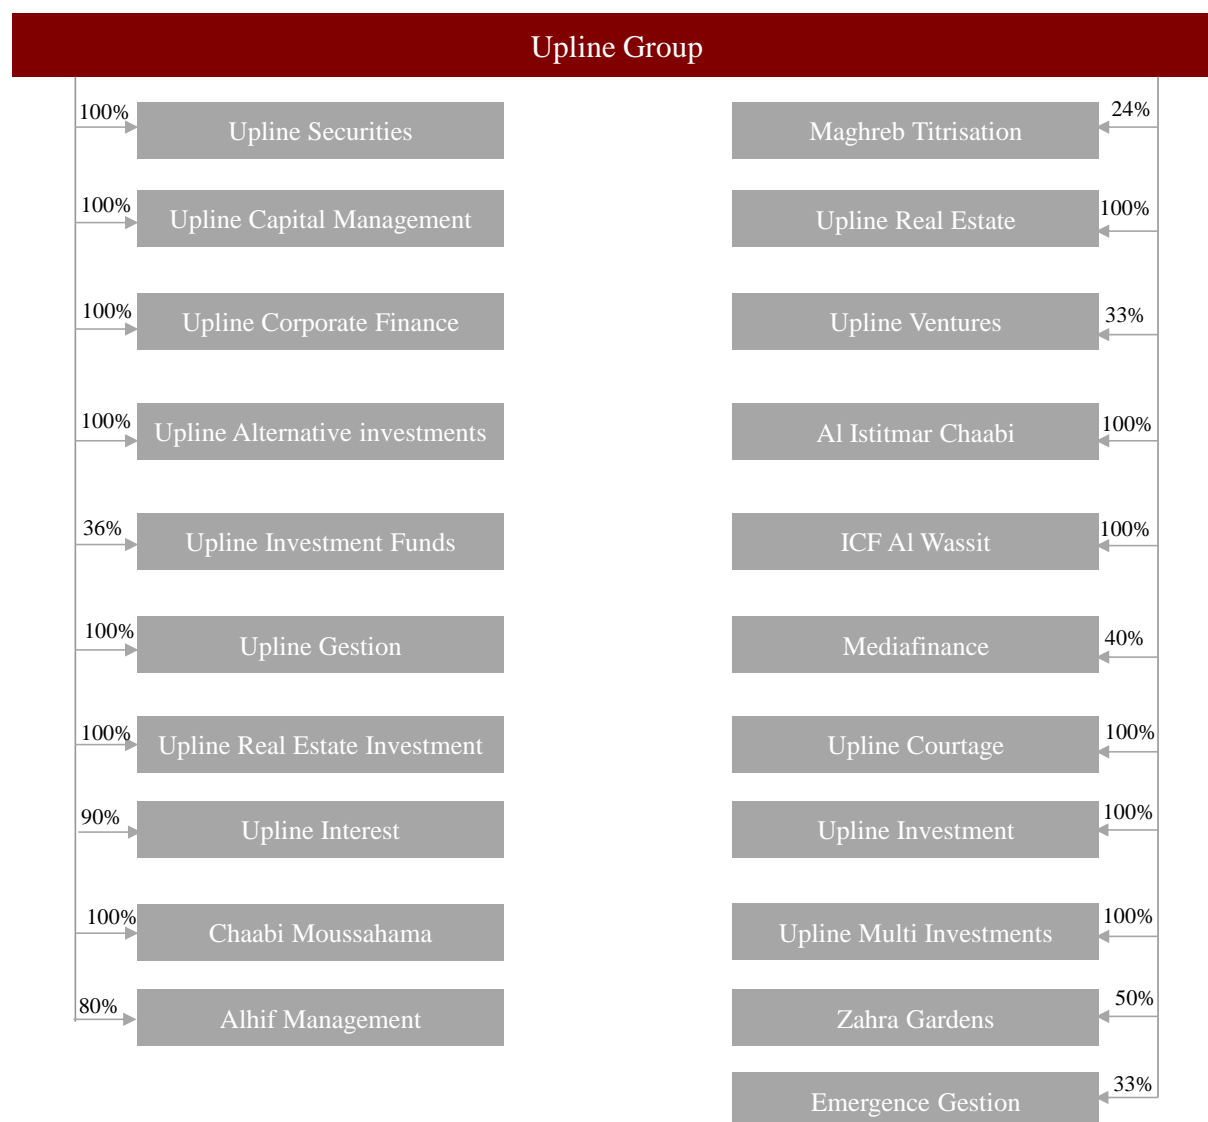 Upline Group
100%
Upline Securities
24%
Maghreb Titrisation
100%
Upline Capital Management
100%
Upline Real Estate
100%
Upline Corporate Finance
33%
Upline Ventures
100%
Upline Alternative investments
100%
Al Istitmar Chaabi
36%
Upline Investment Funds
100%
ICF Al Wassit
100%
Upline Gestion
40%
Mediafinance
100%
Upline Real Estate Investment
100%
Upline Courtage
90%
Upline Interest
100%
Upline Investment
100%
Chaabi Moussahama
100%
Upline Multi Investments
80%
Alhif Management
50%
Zahra Gardens
33%
Emergence Gestion